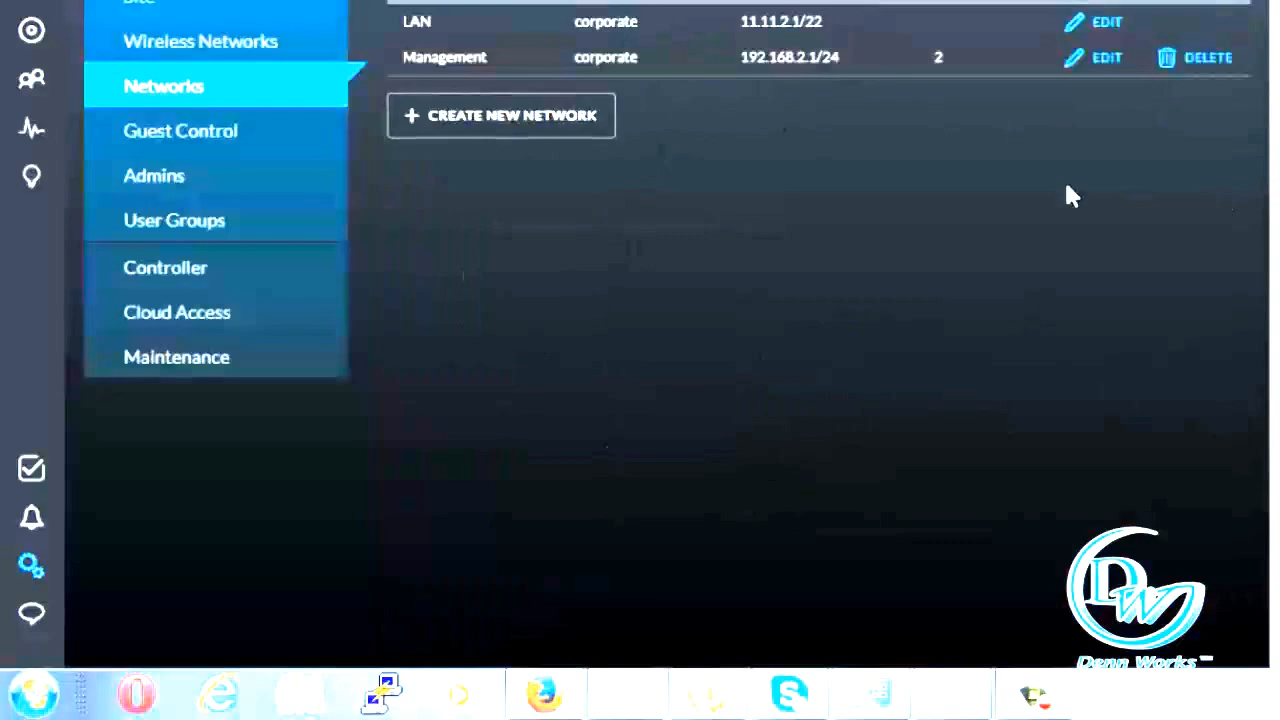 LAN corporate 11.11.2.1/22 EDIT
Management corporate 192.168.2.1/24 2 EDIT DELETE
Wireless Networks
Networks
+ CREATE NEW NETWORK
Guest Control
Admins
User Groups
Controller
Cloud Access
Maintenance
DW
Denn Works™